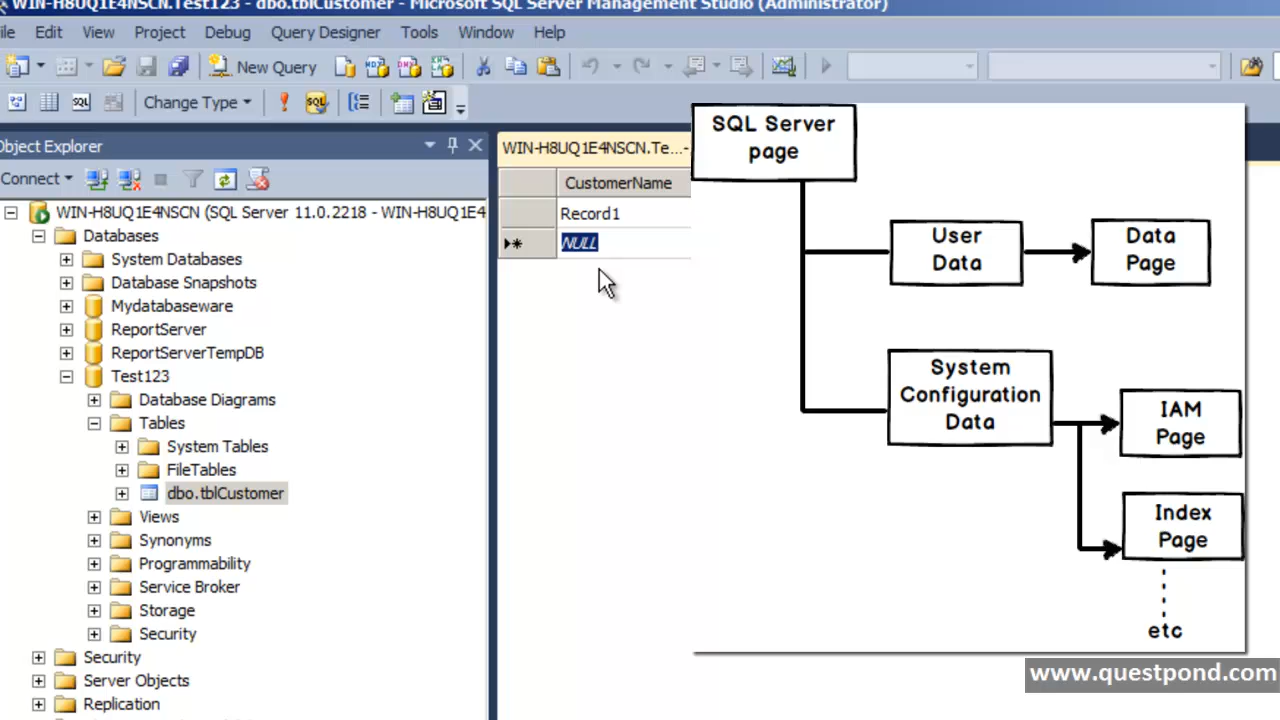 WIN-H8UQ1E4NSCN.Test123 - dbo.tblCustomer - Microsoft SQL Server Management Studio (Administrator)
ile Edit View Project Debug Query Designer Tools Window Help
New Query
SQL Change Type SQL
Object Explorer
Connect
WIN-H8UQ1E4NSCN (SQL Server 11.0.2218 - WIN-H8UQ1E4
Databases
System Databases
Database Snapshots
Mydatabaseware
ReportServer
ReportServerTempDB
Test123
Database Diagrams
Tables
System Tables
FileTables
dbo.tblCustomer
Views
Synonyms
Programmability
Service Broker
Storage
Security
Security
Server Objects
Replication
WIN-H8UQ1E4NSCN.Te...-
CustomerName
Record1
NULL
SQL Server
page
User
Data
Data
Page
System
Configuration
Data
IAM
Page
Index
Page
etc
www.questpond.com